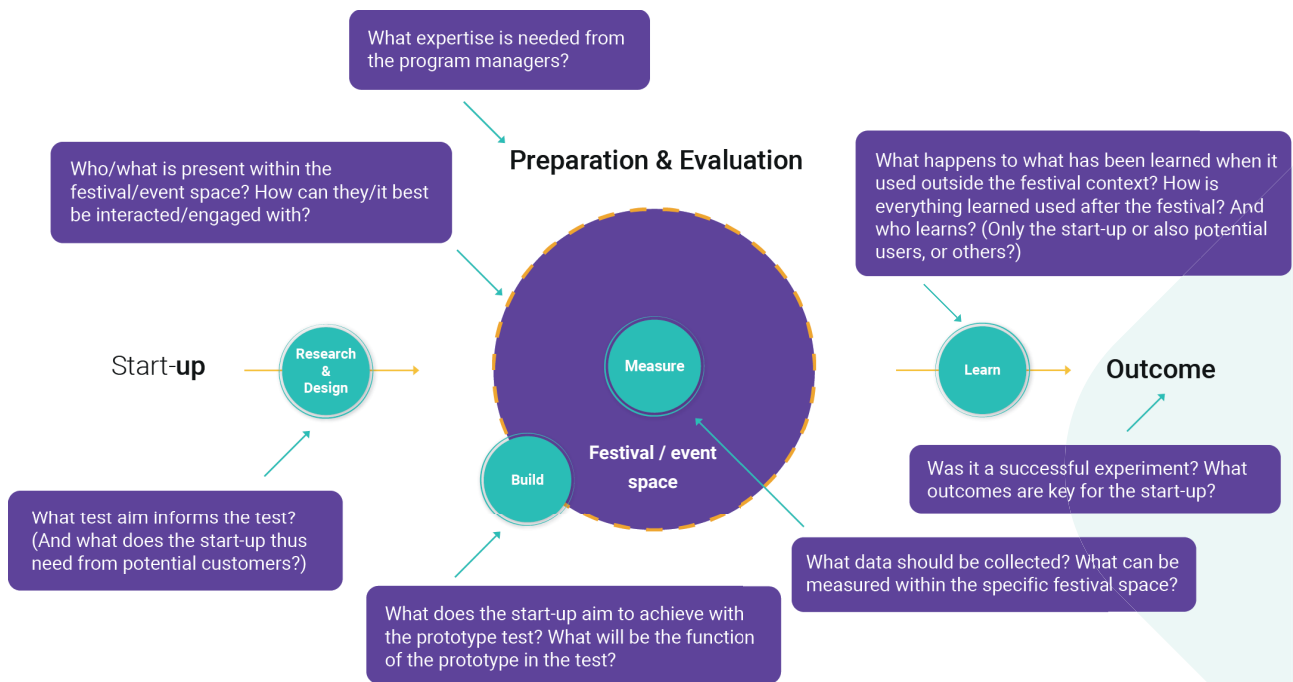 What expertise is needed from
the program managers?
Preparation & Evaluation
Who/what is present within the
festival/event space? How can they/it best
be interacted/engaged with?
What happens to what has been learned when it
used outside the festival context? How is
everything learned used after the festival? And
who learns? (Only the start-up or also potential
users, or others?)
Start-up
Research
&
Design
Measure
Learn
Outcome
Festival / event
space
Build
Was it a successful experiment? What
outcomes are key for the start-up?
What test aim informs the test?
(And what does the start-up thus
need from potential customers?)
What data should be collected? What can be
measured within the specific festival space?
What does the start-up aim to achieve with
the prototype test? What will be the function
of the prototype in the test?